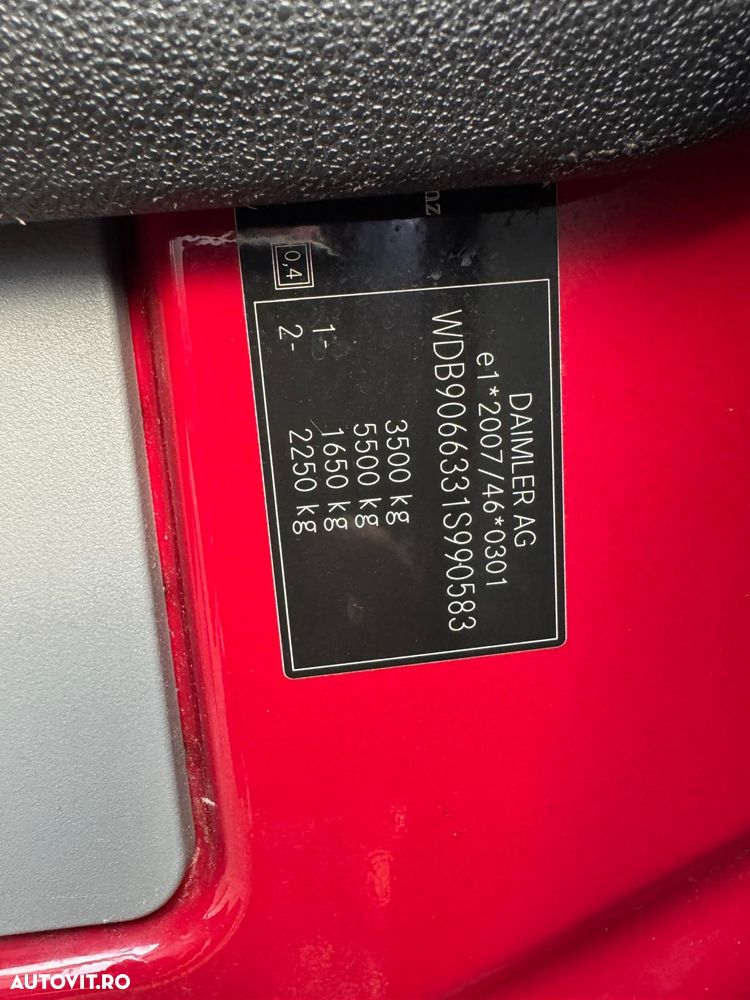 DAIMLER AG
e1*2007/46*0301
WDB9066331S990583
3500 kg
5500 kg
1- 1650 kg
2- 2250 kg
0,4
AUTOVIT.RO